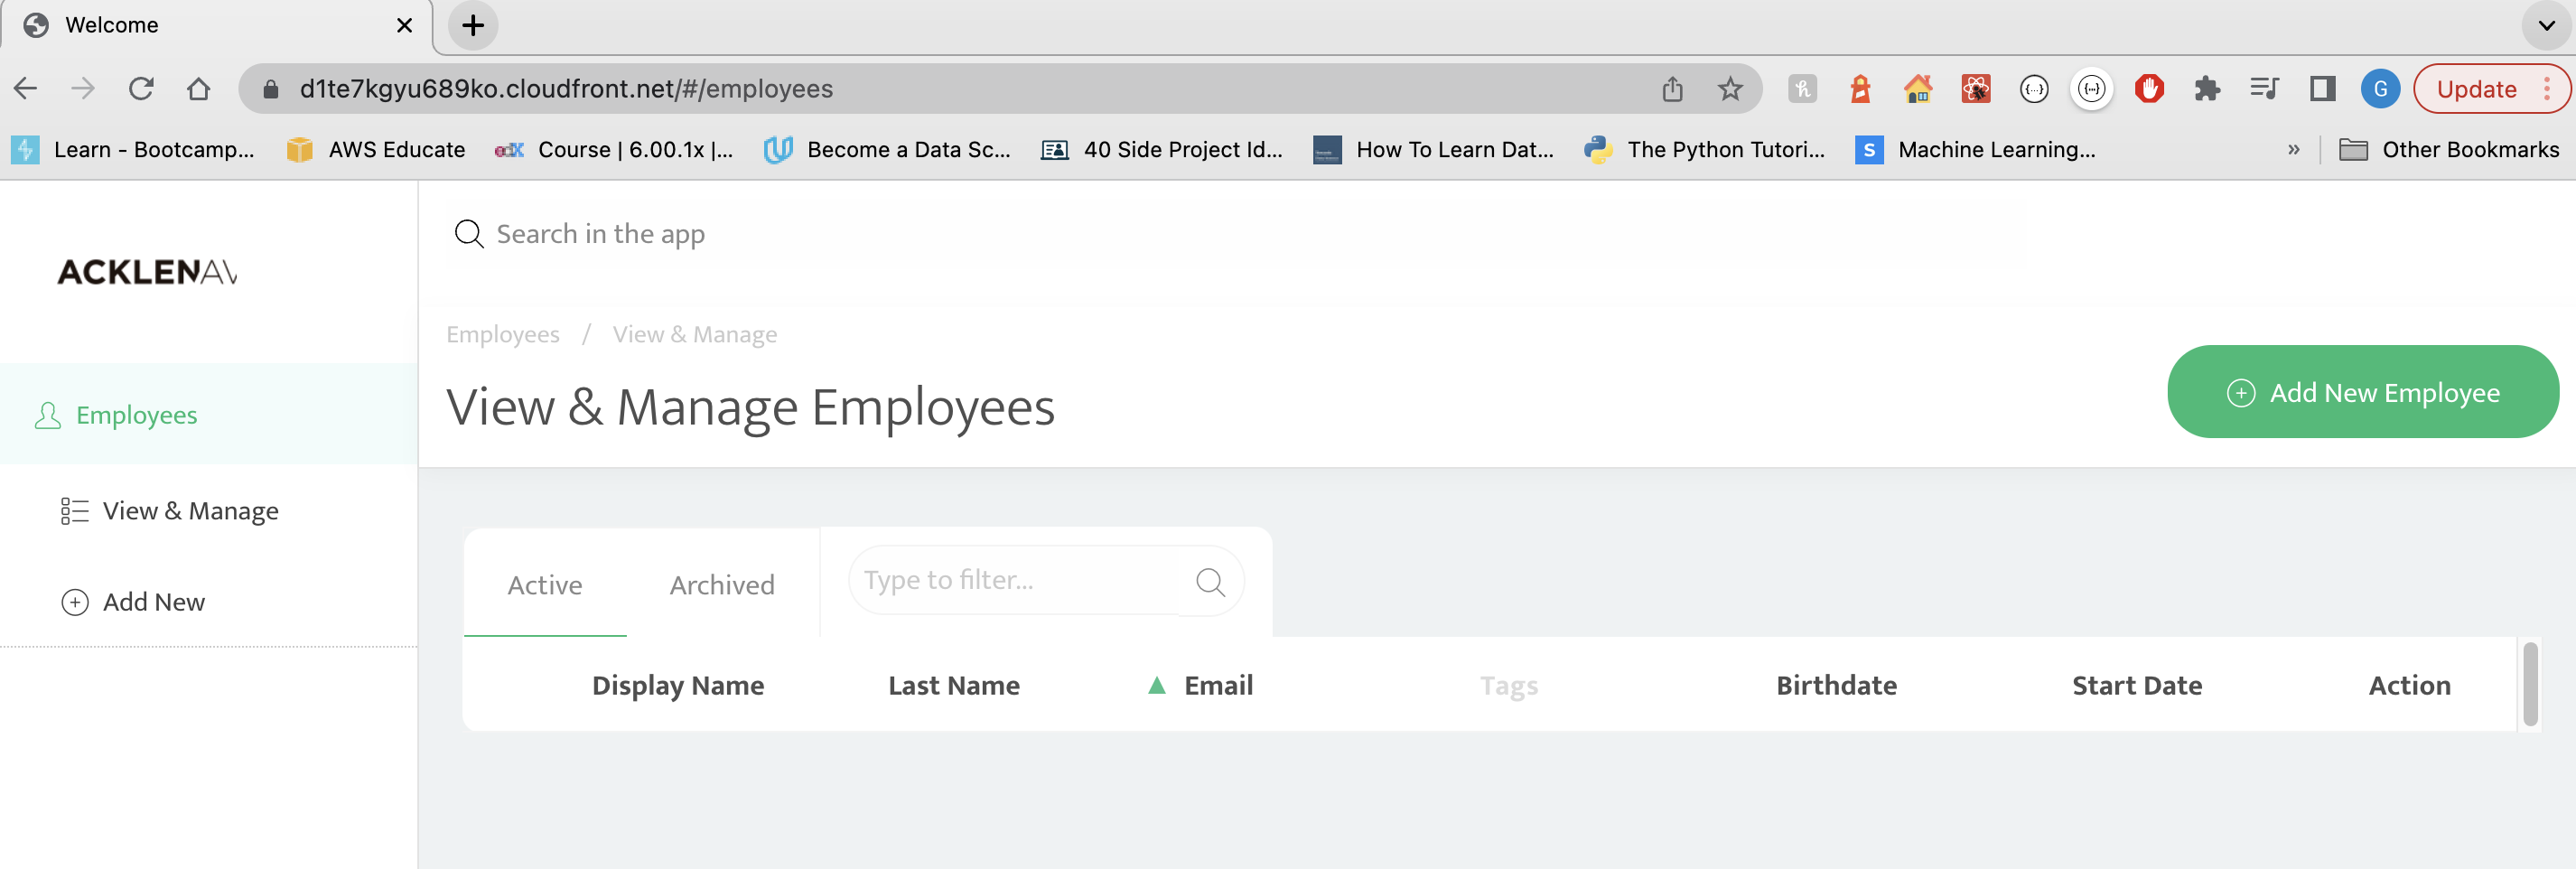 Welcome
d1te7kgyu689ko.cloudfront.net/#/employees
G
Update
Learn - Bootcamp...
AWS Educate
edX
Course | 6.00.1x |...
Become a Data Sc...
40 Side Project Id...
How To Learn Dat...
The Python Tutori...
S
Machine Learning...
»
Other Bookmarks
ACKLENAV
Search in the app
Employees / View & Manage
View & Manage Employees
Add New Employee
Employees
View & Manage
Add New
Active
Archived
Type to filter...
Display Name
Last Name
Email
Tags
Birthdate
Start Date
Action